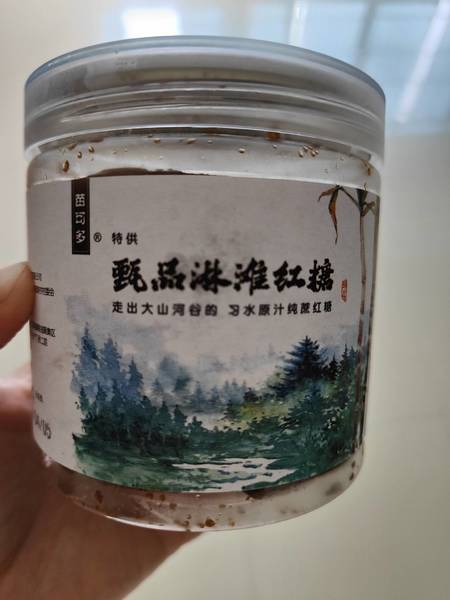 苗可多®
特供
甄品淋滩红糖
走出大山河谷的 习水原汁纯蔗红糖